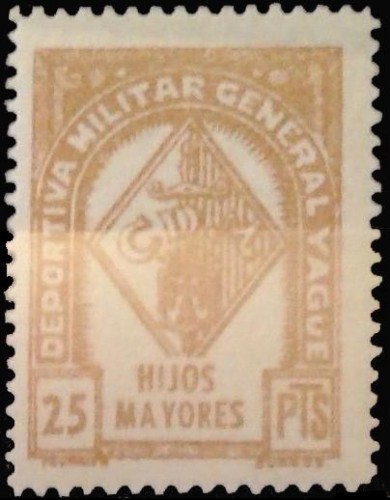 DEPORTIVA MILITAR GENERAL YAGUE
HIJOS
MAYORES
25 PTS